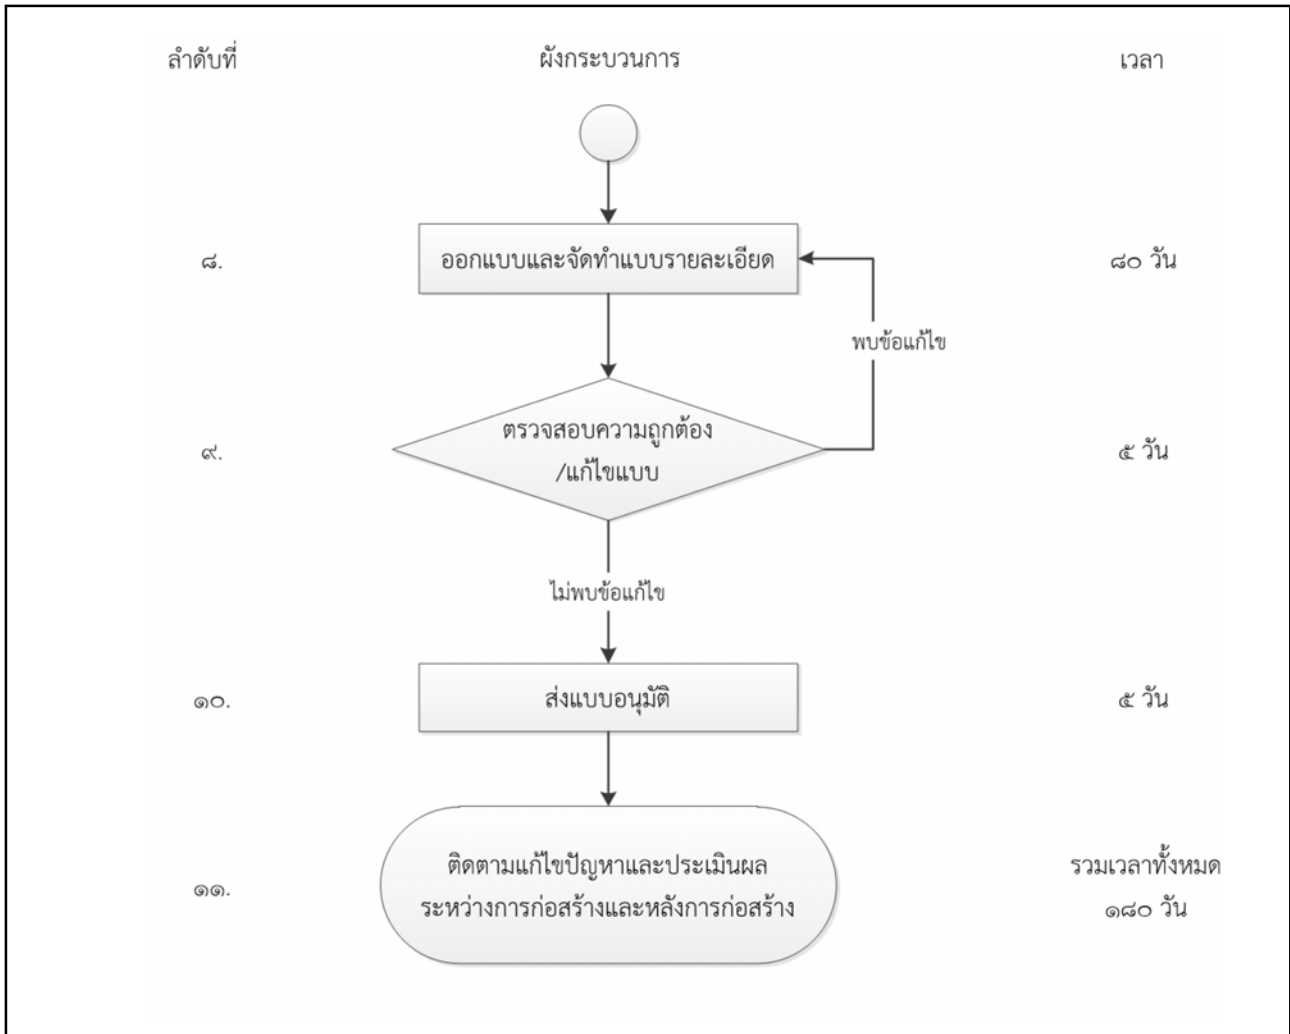 ลำดับที่ ผังกระบวนการ เวลา
๘. ออกแบบและจัดทำแบบรายละเอียด ๘๐ วัน
พบข้อแก้ไข
ตรวจสอบความถูกต้อง
๙. /แก้ไขแบบ ๕ วัน
ไม่พบข้อแก้ไข
๑๐. ส่งแบบอนุมัติ ๕ วัน
ติดตามแก้ไขปัญหาและประเมินผล รวมเวลาทั้งหมด
๑๑. ระหว่างการก่อสร้างและหลังการก่อสร้าง ๑๘๐ วัน